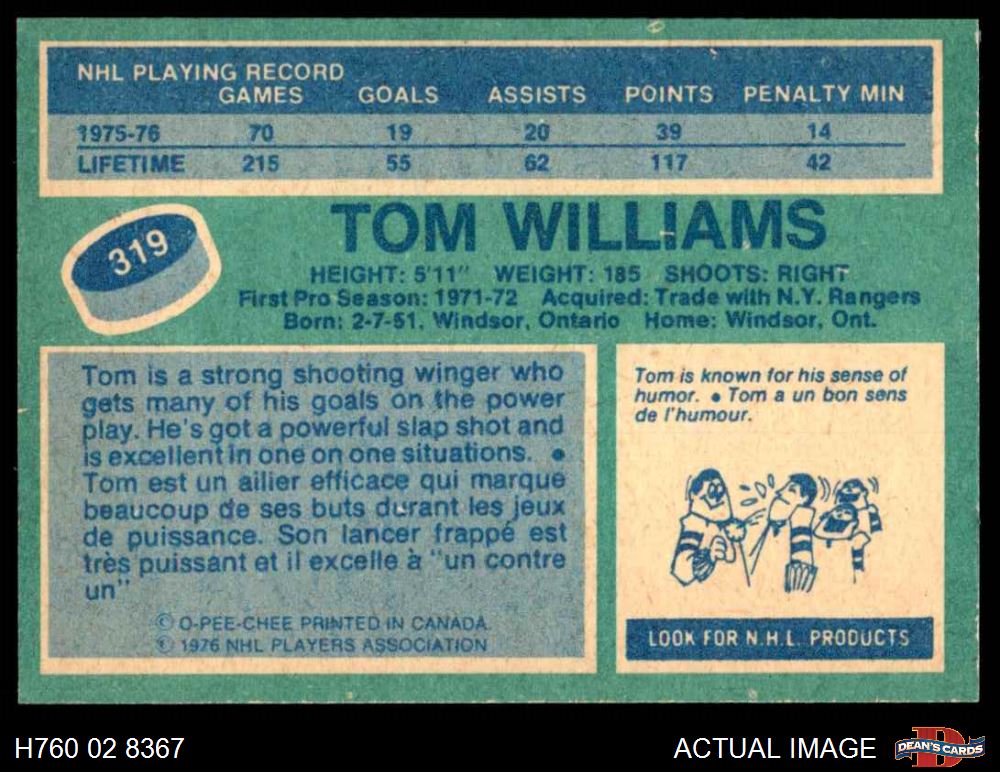 NHL PLAYING RECORD
GAMES GOALS ASSISTS POINTS PENALTY MIN
1975-76 70 19 20 39 14
LIFETIME 215 55 62 117 42
319
TOM WILLIAMS
HEIGHT: 5'11" WEIGHT: 185 SHOOTS: RIGHT
First Pro Season: 1971-72 Acquired: Trade with N.Y. Rangers
Born: 2-7-51, Windsor, Ontario Home: Windsor, Ont.
Tom is a strong shooting winger who
gets many of his goals on the power
play. He's got a powerful slap shot and
is excellent in one on one situations. •
Tom est un ailier efficace qui marque
beaucoup de ses buts durant les jeux
de puissance. Son lancer frappé est
très puissant et il excelle à "un contre
un"
© O-PEE-CHEE PRINTED IN CANADA.
© 1976 NHL PLAYERS ASSOCIATION
Tom is known for his sense of
humor. • Tom a un bon sens
de l'humour.
LOOK FOR N.H.L. PRODUCTS
H760 02 8367
ACTUAL IMAGE
D
DEAN'S CARDS